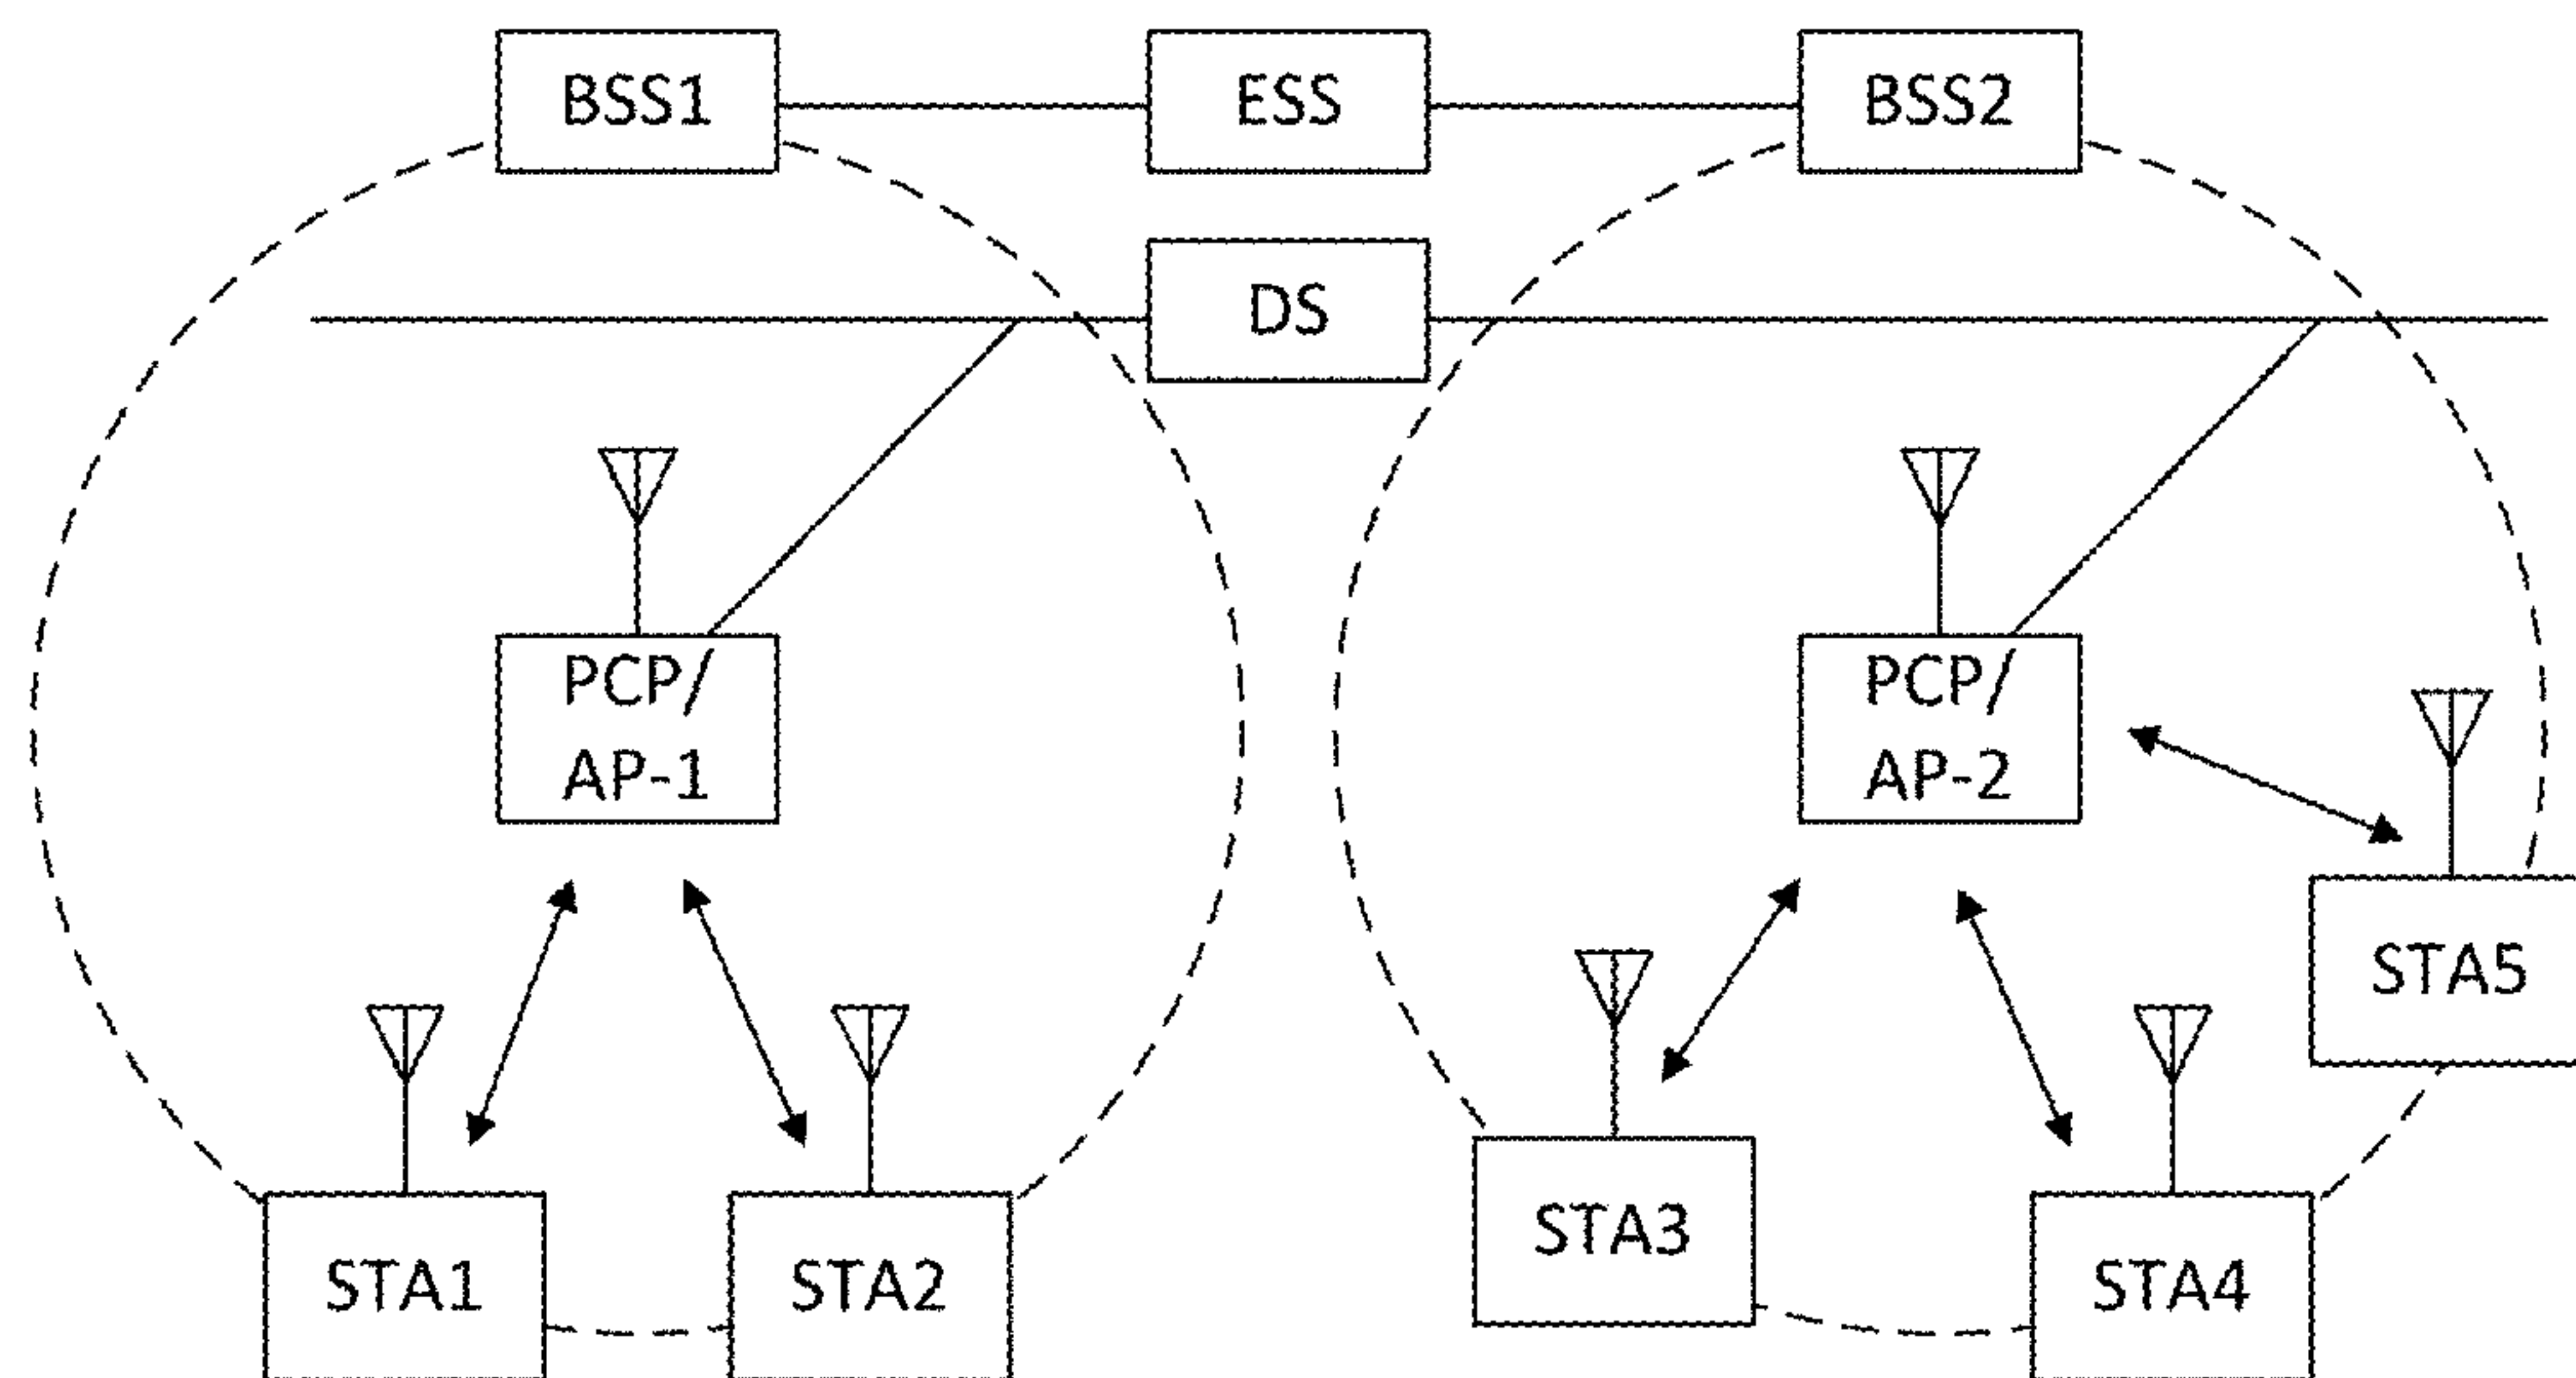 BSS1
ESS
BSS2
DS
PCP/
AP-1
PCP/
AP-2
STA5
STA3
STA1
STA2
STA4